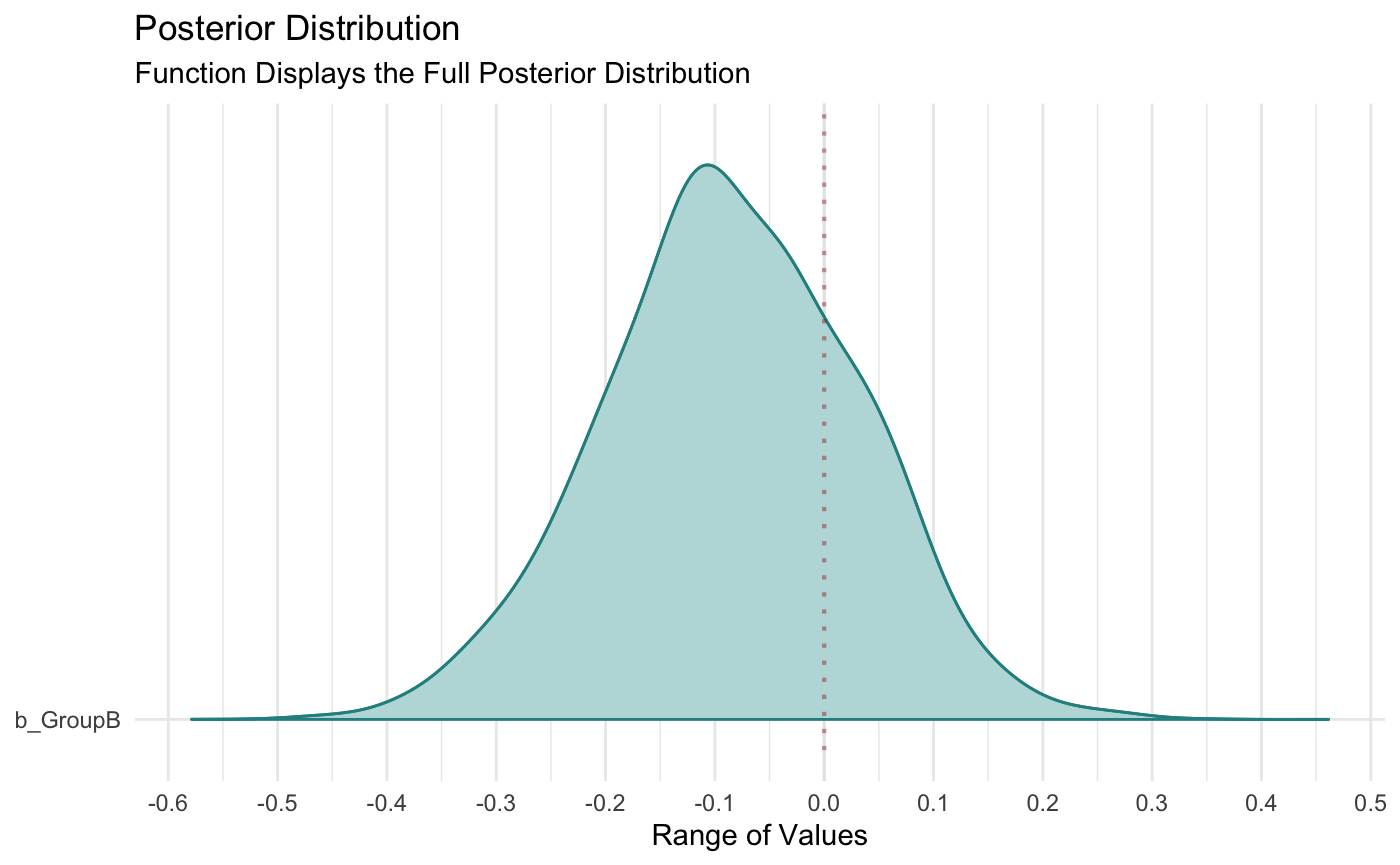 Posterior Distribution
Function Displays the Full Posterior Distribution
b_GroupB
-0.6 -0.5 -0.4 -0.3 -0.2 -0.1 0.0 0.1 0.2 0.3 0.4 0.5
Range of Values